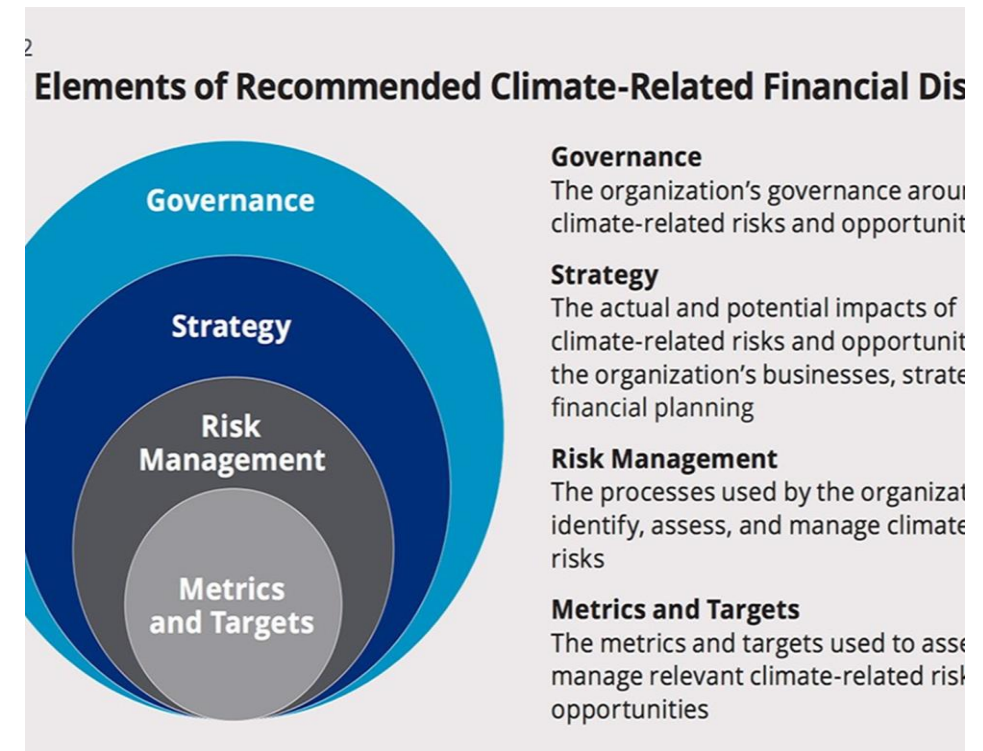 2
Elements of Recommended Climate-Related Financial Dis
Governance
Strategy
Risk
Management
Metrics
and Targets
Governance
The organization’s governance arou
climate-related risks and opportunit
Strategy
The actual and potential impacts of
climate-related risks and opportunit
the organization’s businesses, strate
financial planning
Risk Management
The processes used by the organizat
identify, assess, and manage climate
risks
Metrics and Targets
The metrics and targets used to asse
manage relevant climate-related risk
opportunities